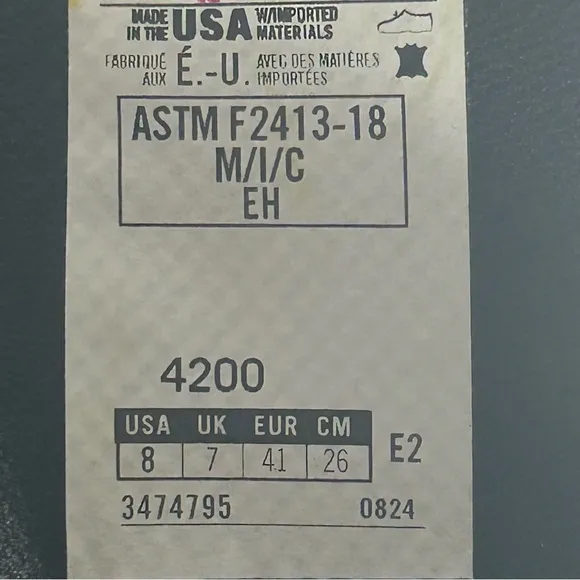 MADE IN THE USA W/IMPORTED MATERIALS
FABRIQUÉ AUX É.-U. AVEC DES MATIÈRES IMPORTÉES
ASTM F2413-18
M/I/C
EH
4200
USA UK EUR CM
8 7 41 26 E2
3474795 0824